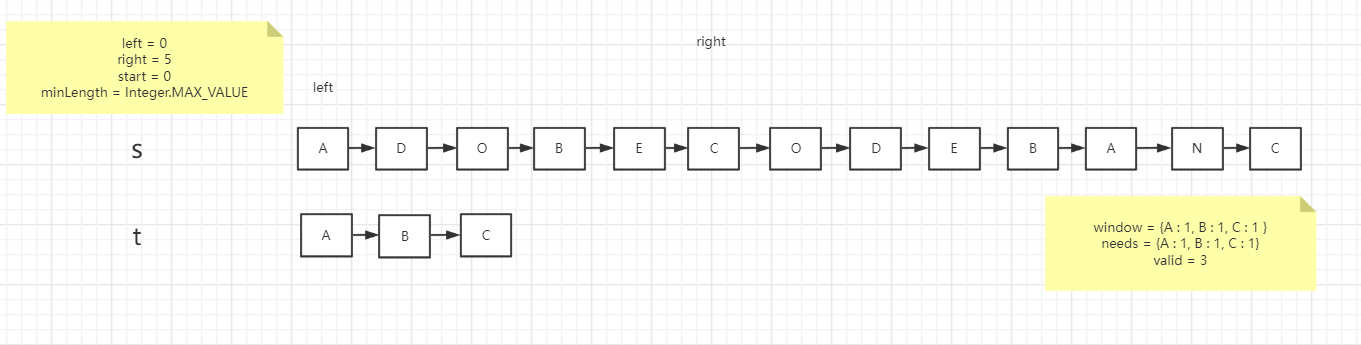 left = 0
right = 5
start = 0
minLength = Integer.MAX_VALUE
right
left
s
A D O B E C O D E B A N C
t
A B C
window = {A : 1, B : 1, C : 1 }
needs = {A : 1, B : 1, C : 1}
valid = 3